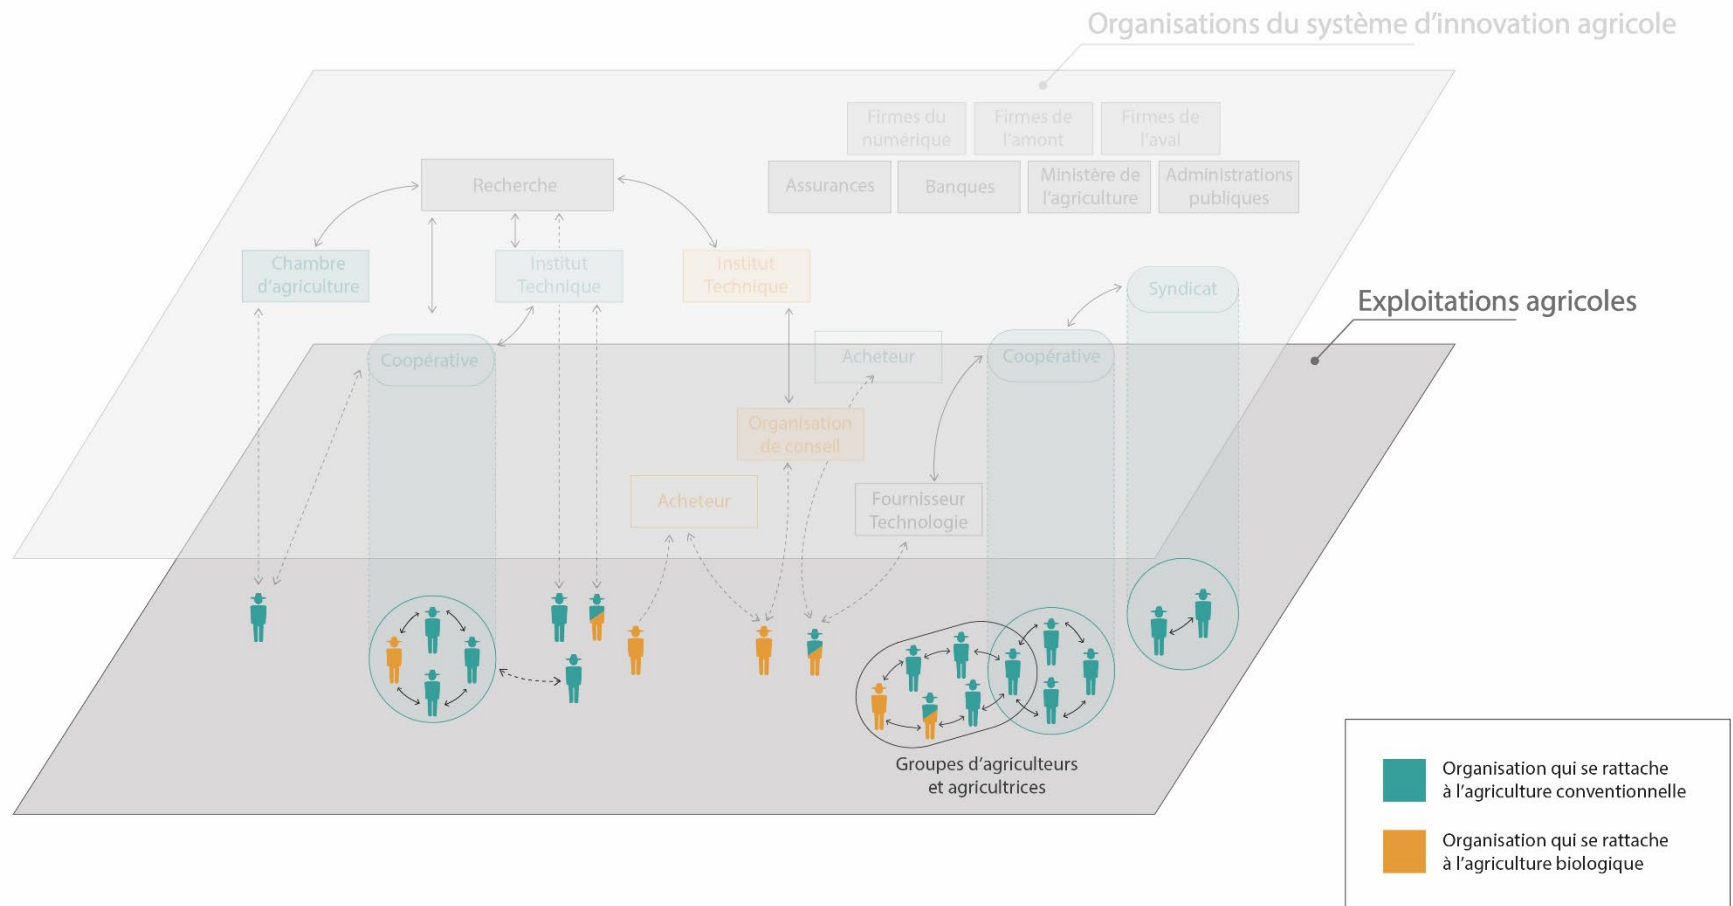 Organisations du système d’innovation agricole
Firmes du
numérique
Firmes de
l’amont
Firmes de
l’aval
Recherche
Assurances
Banques
Ministère de
l’agriculture
Administrations
publiques
Chambre
d’agriculture
Institut
Technique
Institut
Technique
Syndicat
Exploitations agricoles
Coopérative
Acheteur
Coopérative
Organisation
de conseil
Acheteur
Fournisseur
Technologie
Groupes d’agriculteurs
et agricultrices
Organisation qui se rattache
à l’agriculture conventionnelle
Organisation qui se rattache
à l’agriculture biologique